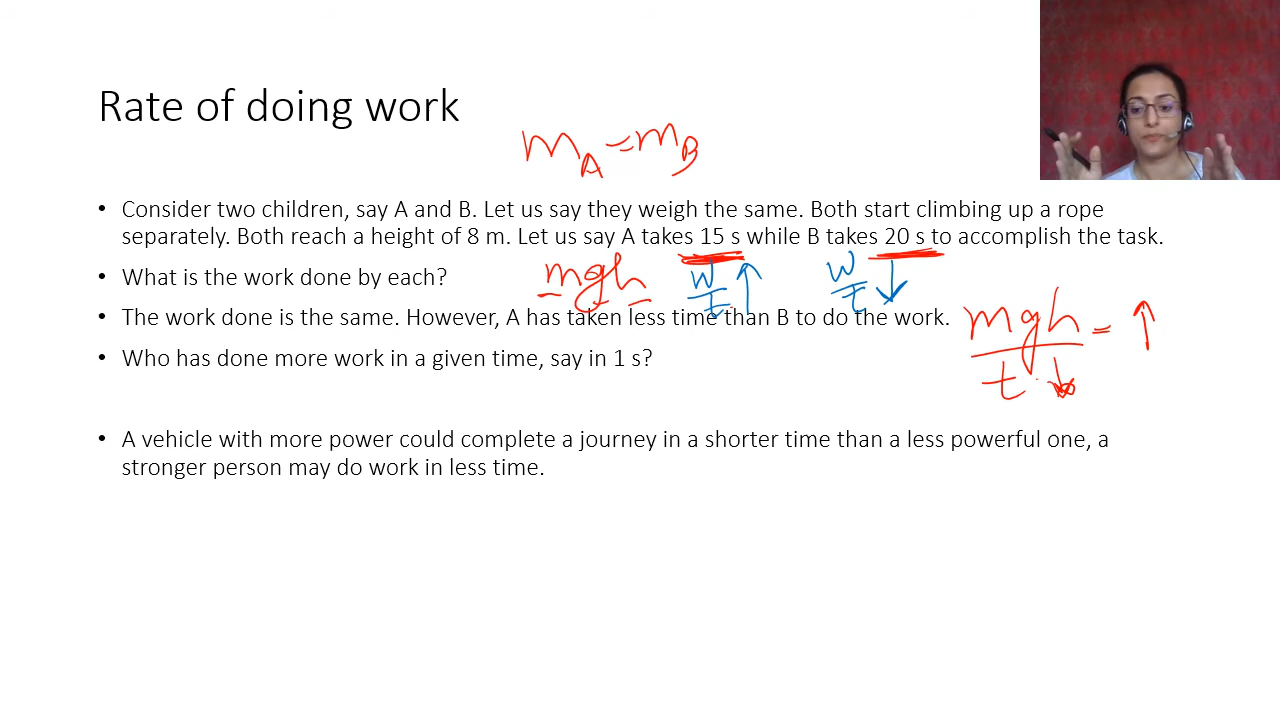 Rate of doing work
mA = mB
• Consider two children, say A and B. Let us say they weigh the same. Both start climbing up a rope
separately. Both reach a height of 8 m. Let us say A takes 15 s while B takes 20 s to accomplish the task.
• What is the work done by each?
mgh
W/t ↑
W/t ↓
• The work done is the same. However, A has taken less time than B to do the work.
mgh/t ↓ = ↑
• Who has done more work in a given time, say in 1 s?
• A vehicle with more power could complete a journey in a shorter time than a less powerful one, a
stronger person may do work in less time.